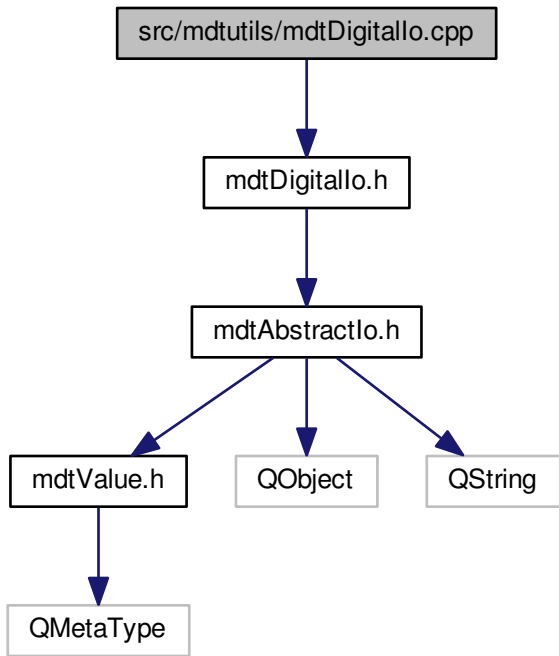 src/mdtutils/mdtDigitalIo.cpp
mdtDigitalIo.h
mdtAbstractIo.h
mdtValue.h
QObject
QString
QMetaType